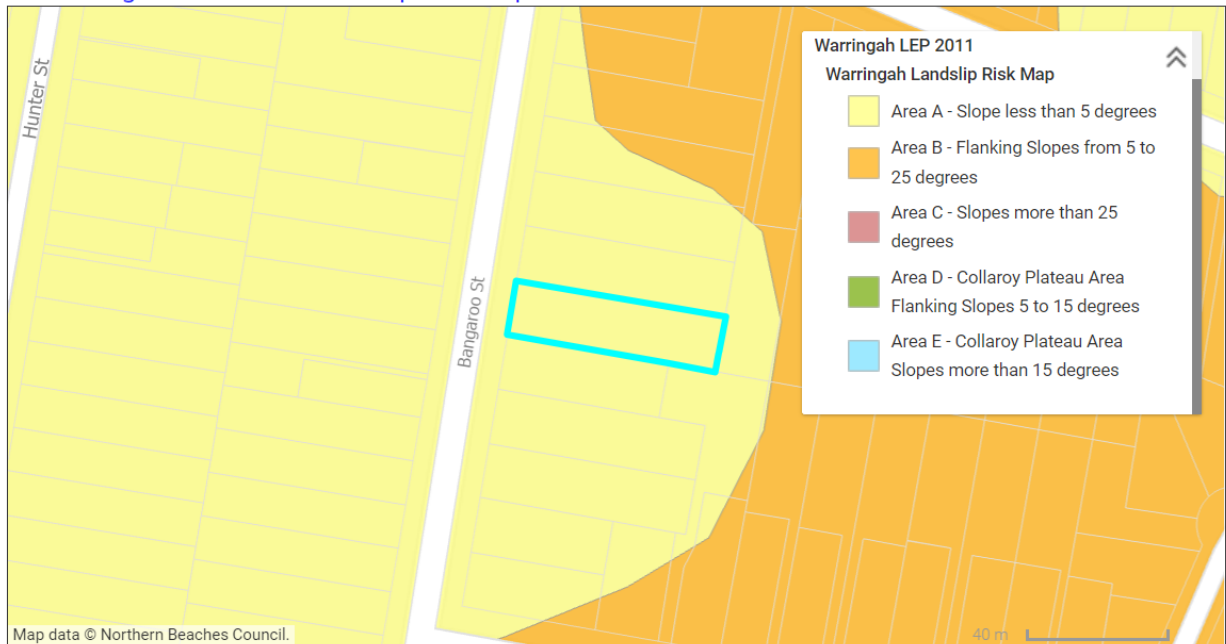 Warringah LEP 2011
Warringah Landslip Risk Map
Area A - Slope less than 5 degrees
Area B - Flanking Slopes from 5 to
25 degrees
Area C - Slopes more than 25
degrees
Area D - Collaroy Plateau Area
Flanking Slopes 5 to 15 degrees
Area E - Collaroy Plateau Area
Slopes more than 15 degrees
Hunter St
Bangaroo St
Map data © Northern Beaches Council.
40 m